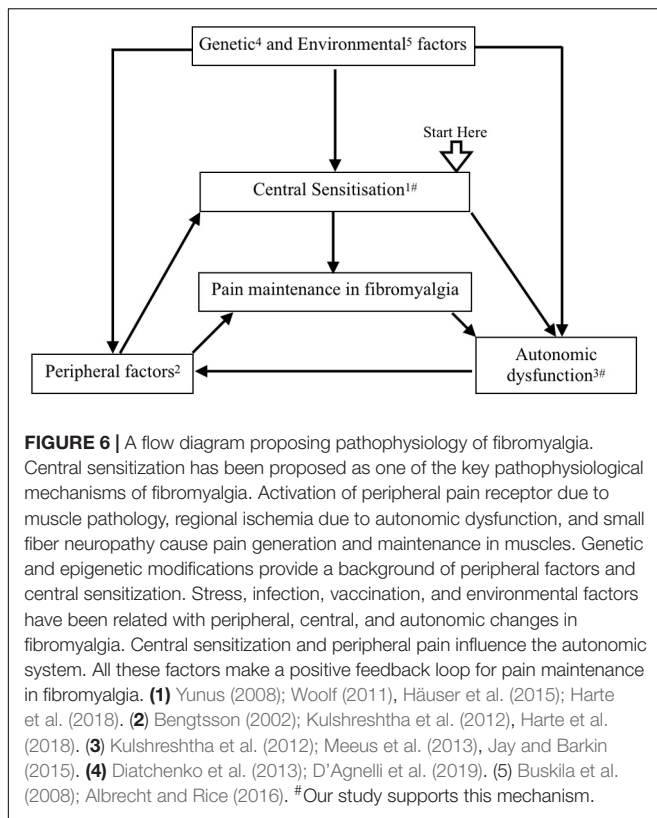 Genetic⁴ and Environmental⁵ factors
Start Here
Central Sensitisation¹#
Pain maintenance in fibromyalgia
Peripheral factors²
Autonomic
dysfunction³#
FIGURE 6 | A flow diagram proposing pathophysiology of fibromyalgia.
Central sensitization has been proposed as one of the key pathophysiological
mechanisms of fibromyalgia. Activation of peripheral pain receptor due to
muscle pathology, regional ischemia due to autonomic dysfunction, and small
fiber neuropathy cause pain generation and maintenance in muscles. Genetic
and epigenetic modifications provide a background of peripheral factors and
central sensitization. Stress, infection, vaccination, and environmental factors
have been related with peripheral, central, and autonomic changes in
fibromyalgia. Central sensitization and peripheral pain influence the autonomic
system. All these factors make a positive feedback loop for pain maintenance
in fibromyalgia. (1) Yunus (2008); Woolf (2011), Häuser et al. (2015); Harte
et al. (2018). (2) Bengtsson (2002); Kulshreshtha et al. (2012), Harte et al.
(2018). (3) Kulshreshtha et al. (2012); Meeus et al. (2013), Jay and Barkin
(2015). (4) Diatchenko et al. (2013); D'Agnelli et al. (2019). (5) Buskila et al.
(2008); Albrecht and Rice (2016). #Our study supports this mechanism.